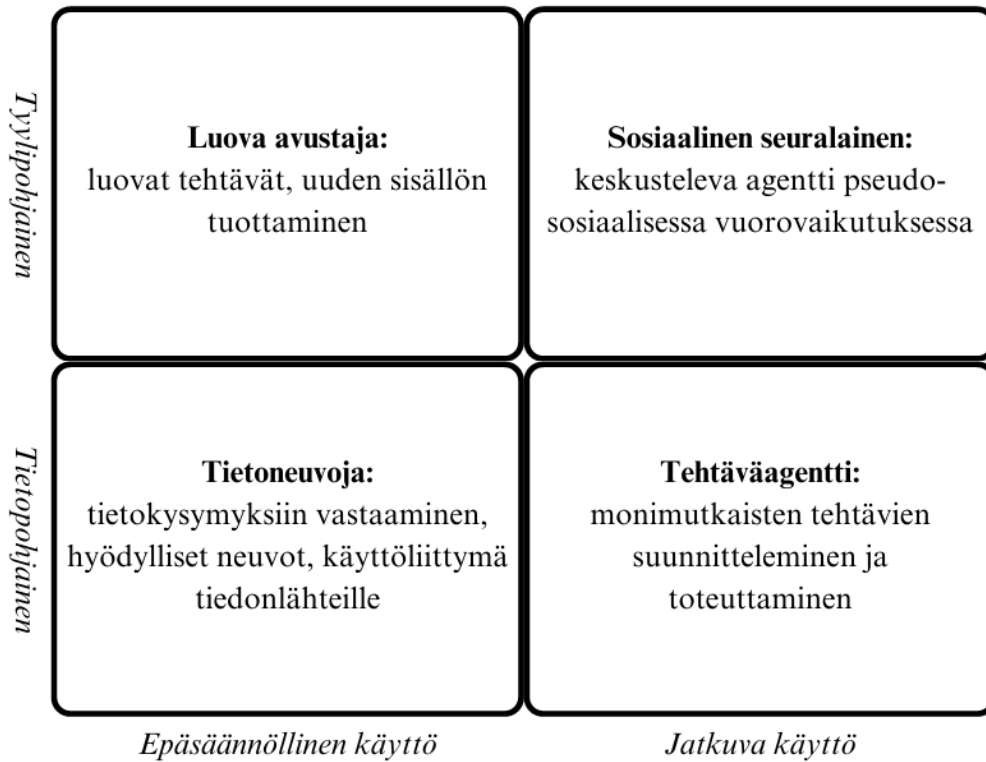 Tyylipohjainen
Luova avustaja:
luovat tehtävät, uuden sisällön
tuottaminen
Sosiaalinen seuralainen:
keskusteleva agentti pseudo-
sosiaalisessa vuorovaikutuksessa
Tietopohjainen
Tietoneuvoja:
tietokysymyksiin vastaaminen,
hyödylliset neuvot, käyttöliittymä
tiedonlähteille
Tehtäväagentti:
monimutkaisten tehtävien
suunnitteleminen ja
toteuttaminen
Epäsäännöllinen käyttö
Jatkuva käyttö